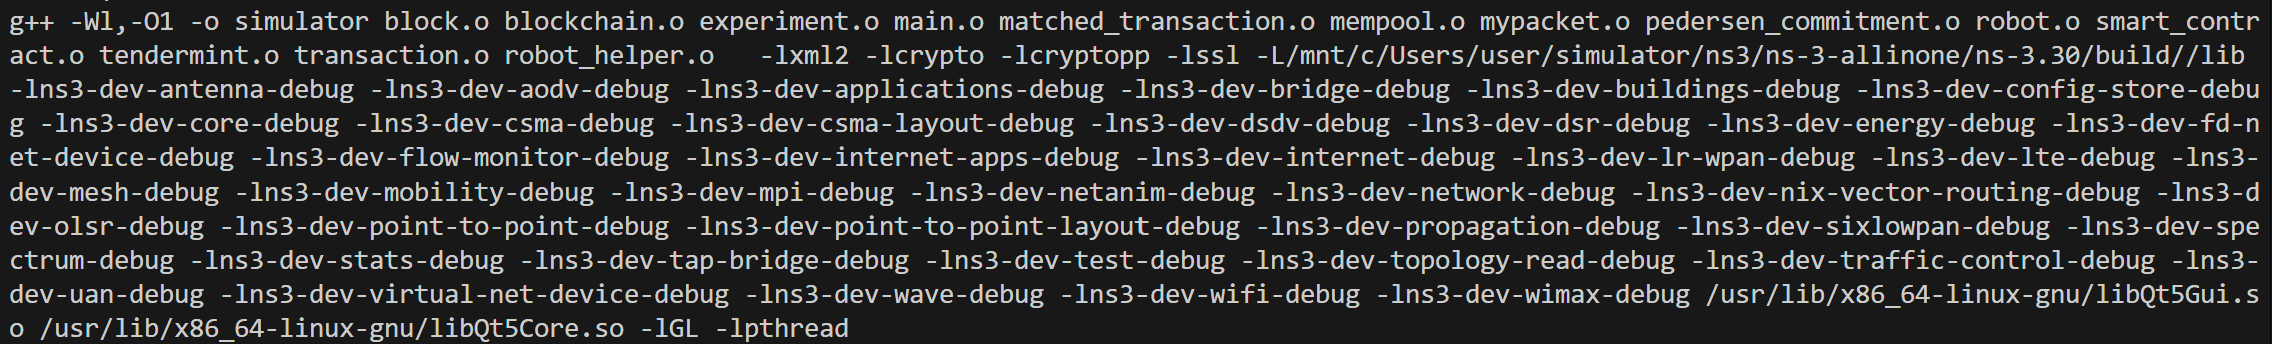 g++ -Wl,-O1 -o simulator block.o blockchain.o experiment.o main.o matched_transaction.o mempool.o mypacket.o pedersen_commitment.o robot.o smart_contr
act.o tendermint.o transaction.o robot_helper.o   -lxml2 -lcrypto -lcryptopp -lssl -L/mnt/c/Users/user/simulator/ns3/ns-3-allinone/ns-3.30/build//lib
-lns3-dev-antenna-debug -lns3-dev-aodv-debug -lns3-dev-applications-debug -lns3-dev-bridge-debug -lns3-dev-buildings-debug -lns3-dev-config-store-debu
g -lns3-dev-core-debug -lns3-dev-csma-debug -lns3-dev-csma-layout-debug -lns3-dev-dsdv-debug -lns3-dev-dsr-debug -lns3-dev-energy-debug -lns3-dev-fd-n
et-device-debug -lns3-dev-flow-monitor-debug -lns3-dev-internet-apps-debug -lns3-dev-internet-debug -lns3-dev-lr-wpan-debug -lns3-dev-lte-debug -lns3-
dev-mesh-debug -lns3-dev-mobility-debug -lns3-dev-mpi-debug -lns3-dev-netanim-debug -lns3-dev-network-debug -lns3-dev-nix-vector-routing-debug -lns3-d
ev-olsr-debug -lns3-dev-point-to-point-debug -lns3-dev-point-to-point-layout-debug -lns3-dev-propagation-debug -lns3-dev-sixlowpan-debug -lns3-dev-spe
ctrum-debug -lns3-dev-stats-debug -lns3-dev-tap-bridge-debug -lns3-dev-test-debug -lns3-dev-topology-read-debug -lns3-dev-traffic-control-debug -lns3-
dev-uan-debug -lns3-dev-virtual-net-device-debug -lns3-dev-wave-debug -lns3-dev-wifi-debug -lns3-dev-wimax-debug /usr/lib/x86_64-linux-gnu/libQt5Gui.s
o /usr/lib/x86_64-linux-gnu/libQt5Core.so -lGL -lpthread